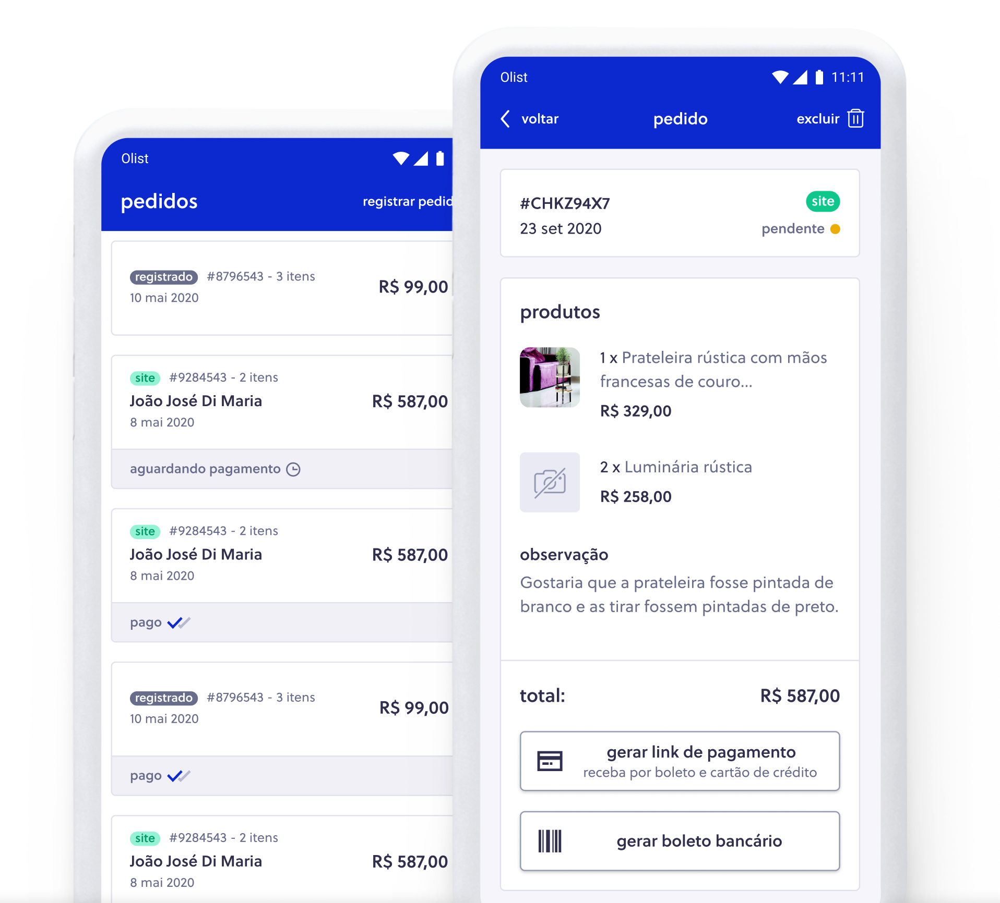 Olist
pedidos
registrar pedid
registrado #8796543 - 3 itens
R$ 99,00
10 mai 2020
site #9284543 - 2 itens
João José Di Maria
R$ 587,00
8 mai 2020
aguardando pagamento
site #9284543 - 2 itens
João José Di Maria
R$ 587,00
8 mai 2020
pago
registrado #8796543 - 3 itens
R$ 99,00
10 mai 2020
pago
site #9284543 - 2 itens
João José Di Maria
R$ 587,00
8 mai 2020
Olist
11:11
voltar
pedido
excluir
#CHKZ94X7
site
23 set 2020
pendente
produtos
1 x Prateleira rústica com mãos
francesas de couro...
R$ 329,00
2 x Luminária rústica
R$ 258,00
observação
Gostaria que a prateleira fosse pintada de
branco e as tirar fossem pintadas de preto.
total:
R$ 587,00
gerar link de pagamento
receba por boleto e cartão de crédito
gerar boleto bancário